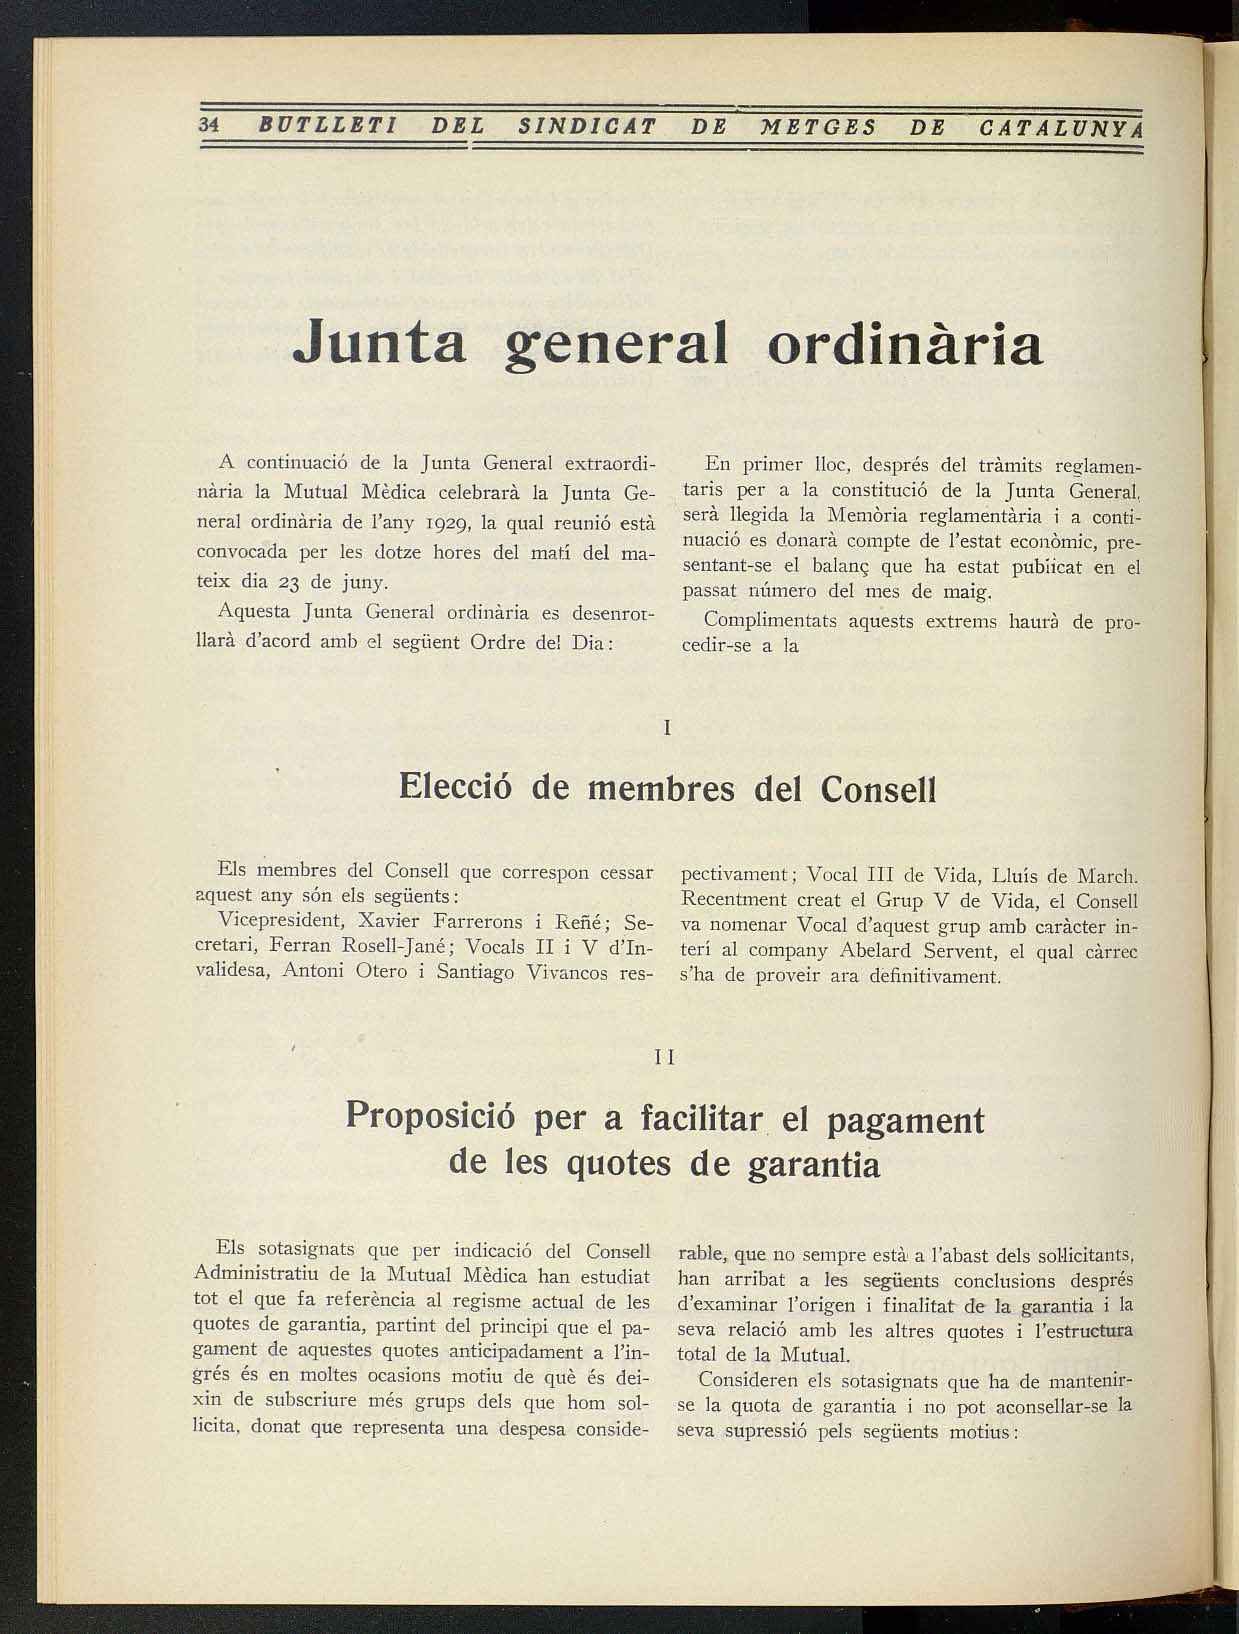 34 BUTLLETI DEL SINDICAT DE METGES DE CATALUNYA
Junta general ordinària
A continuació de la Junta General extraordi-
nària la Mutual Mèdica celebrarà la Junta Ge-
neral ordinària de l'any 1929, la qual reunió està
convocada per les dotze hores del matí del ma-
teix dia 23 de juny.
Aquesta Junta General ordinària es desenrot-
llarà d'acord amb el següent Ordre del Dia:
En primer lloc, després del tràmits reglamen-
taris per a la constitució de la Junta General,
serà llegida la Memòria reglamentària i a conti-
nuació es donarà compte de l'estat econòmic, pre-
sentant-se el balanç que ha estat publicat en el
passat número del mes de maig.
Complimentats aquests extrems haurà de pro-
cedir-se a la
I
Elecció de membres del Consell
Els membres del Consell que correspon cessar
aquest any són els següents:
Vicepresident, Xavier Farrerons i Reñé; Se-
cretari, Ferran Rosell-Jané; Vocals II i V d'In-
validesa, Antoni Otero i Santiago Vivancos res-
pectivament; Vocal III de Vida, Lluís de March.
Recentment creat el Grup V de Vida, el Consell
va nomenar Vocal d'aquest grup amb caràcter in-
terí al company Abelard Servent, el qual càrrec
s'ha de proveir ara definitivament.
II
Proposició per a facilitar el pagament
de les quotes de garantia
Els sotasignats que per indicació del Consell
Administratiu de la Mutual Mèdica han estudiat
tot el que fa referència al regisme actual de les
quotes de garantia, partint del principi que el pa-
gament de aquestes quotes anticipadament a l'in-
grés és en moltes ocasions motiu de què és dei-
xin de subscriure més grups dels que hom sol-
licita, donat que representa una despesa conside-
rable, que no sempre està a l'abast dels sol·licitants,
han arribat a les següents conclusions després
d'examinar l'origen i finalitat de la garantia i la
seva relació amb les altres quotes i l'estructura
total de la Mutual.
Consideren els sotasignats que ha de mantenir-
se la quota de garantia i no pot aconsellar-se la
seva supressió pels següents motius: